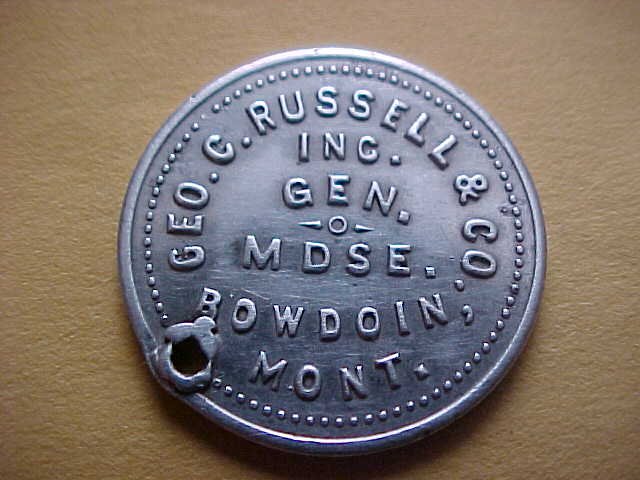 GEO. C. RUSSELL & CO.
INC.
GEN.
MDSE.
BOWDOIN,
MONT.